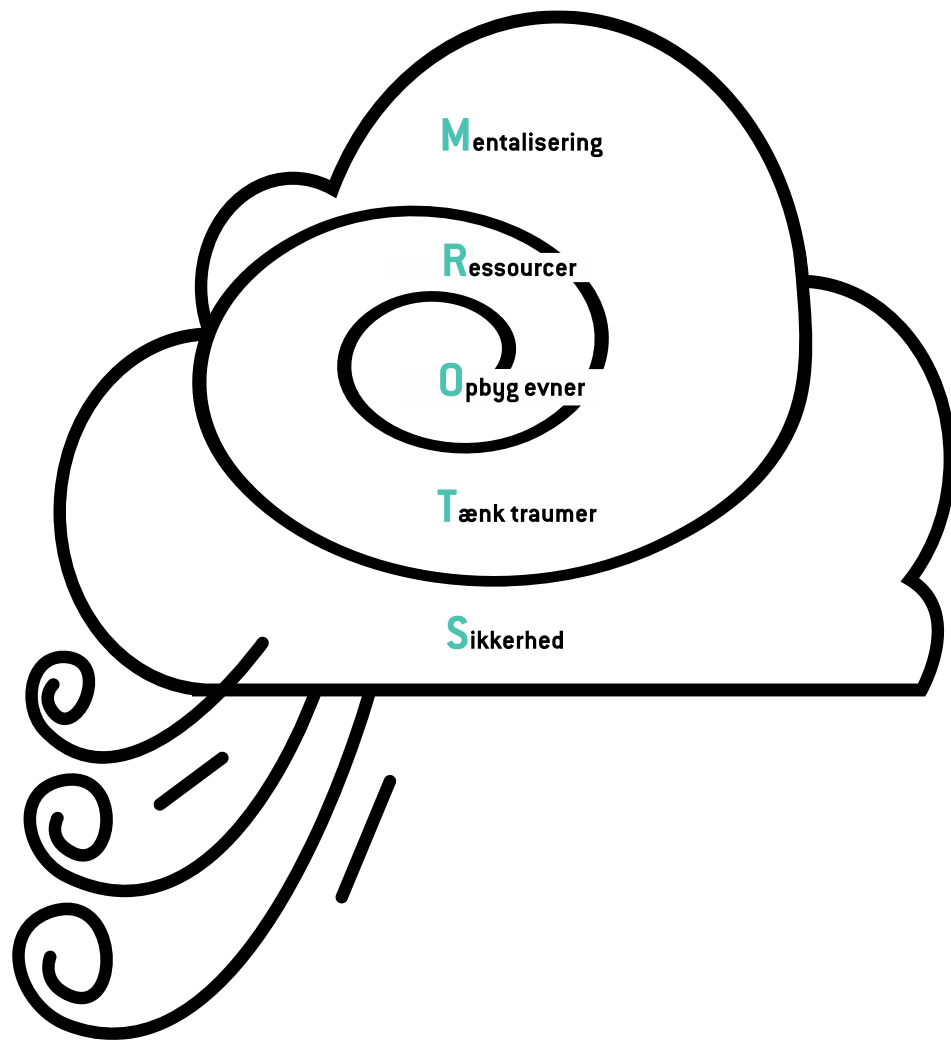 Mentalisering
Ressourcer
Opbyg evner
Tænk traumer
Sikkerhed